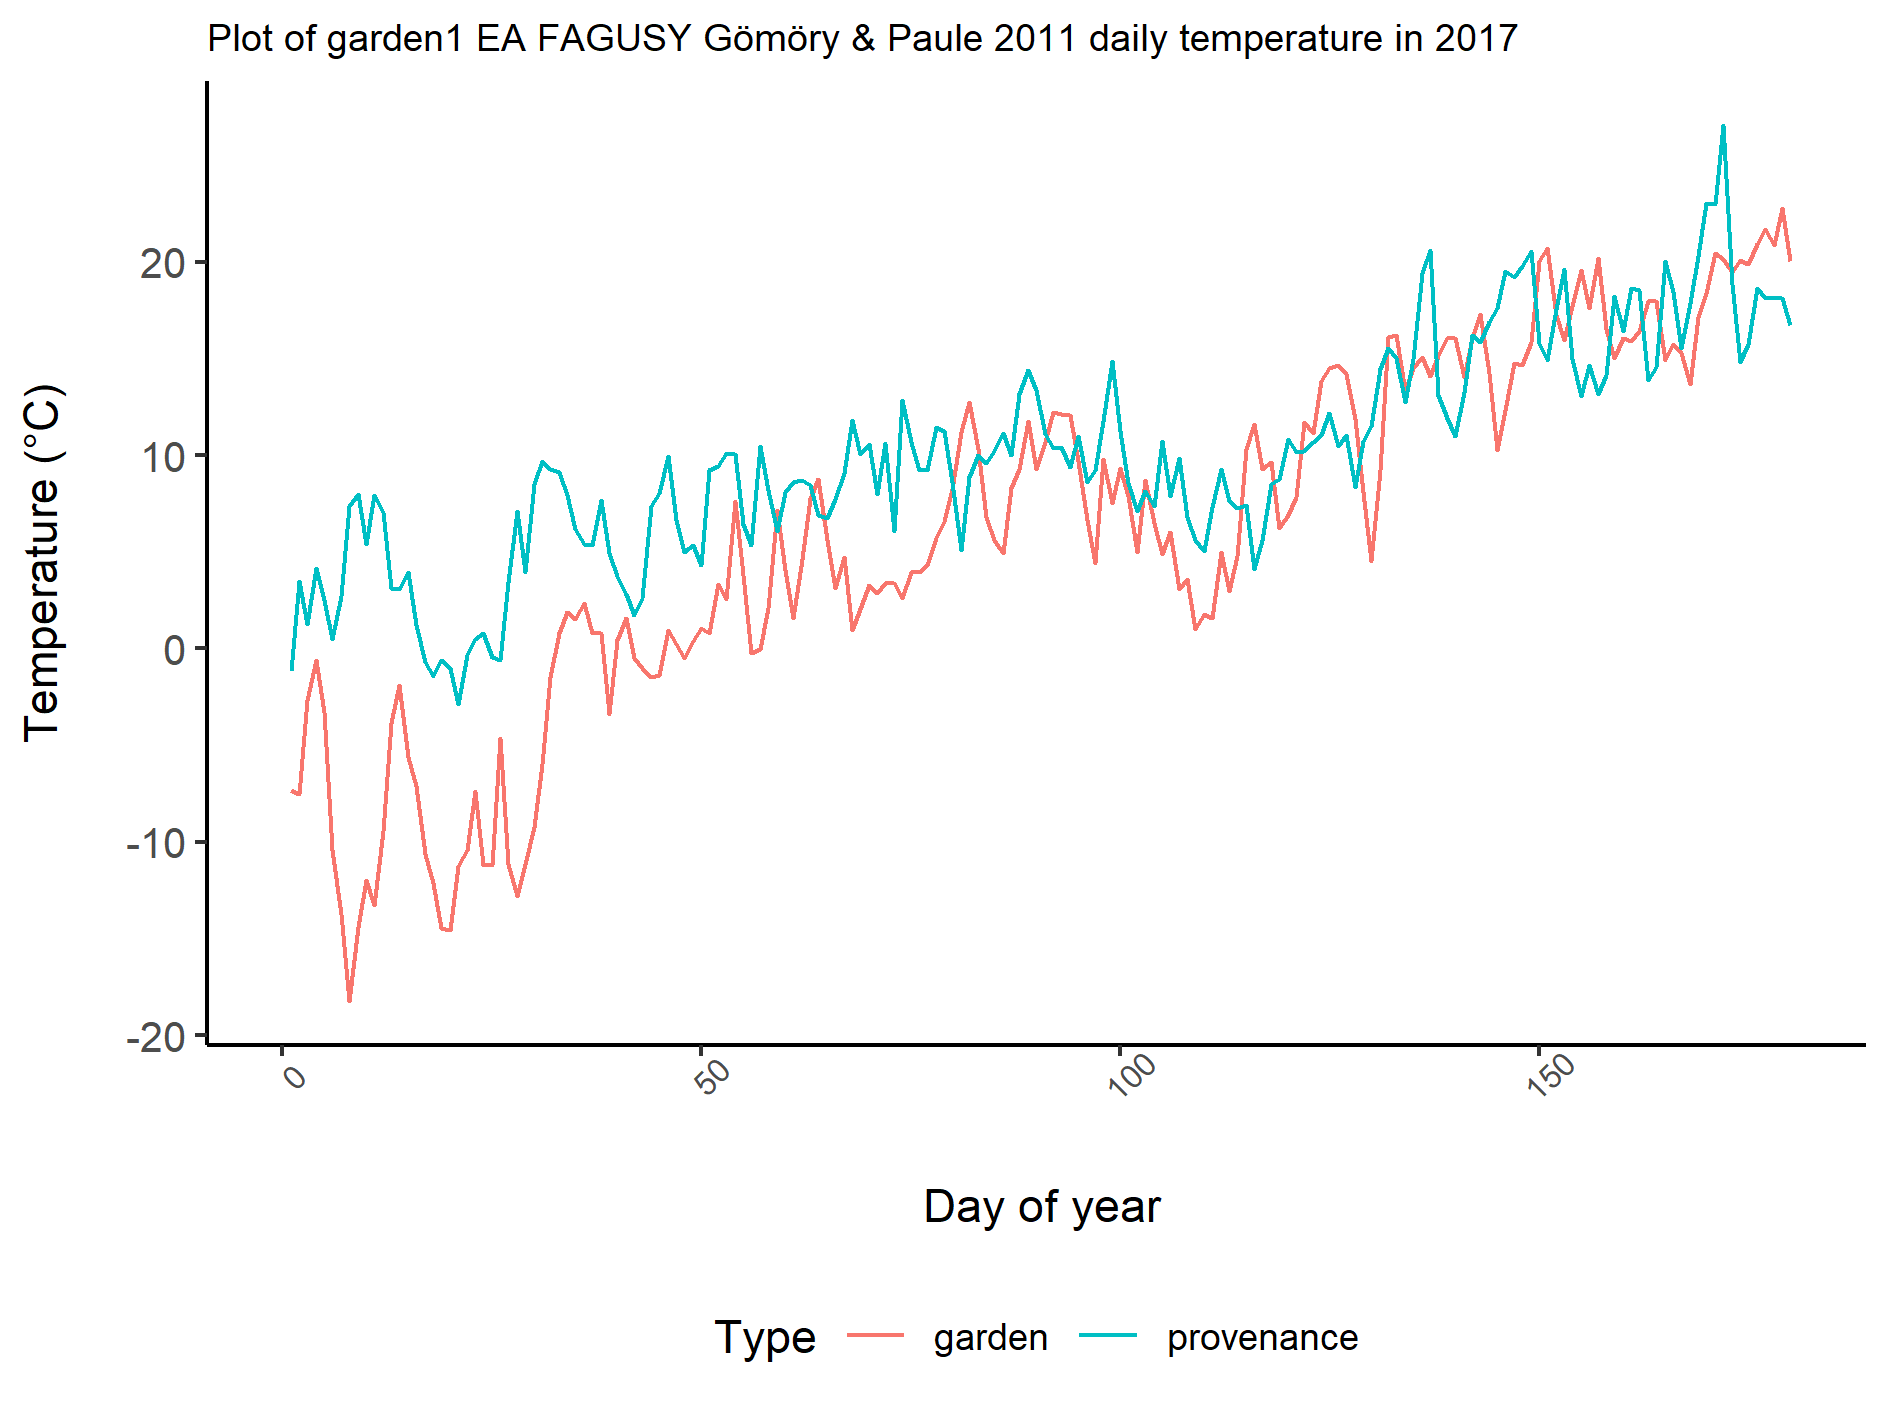 Plot of garden1 EA FAGUSY Gömöry & Paule 2011 daily temperature in 2017
Temperature (°C)
20
10
0
-10
-20
0
50
100
150
Day of year
Type
garden
provenance